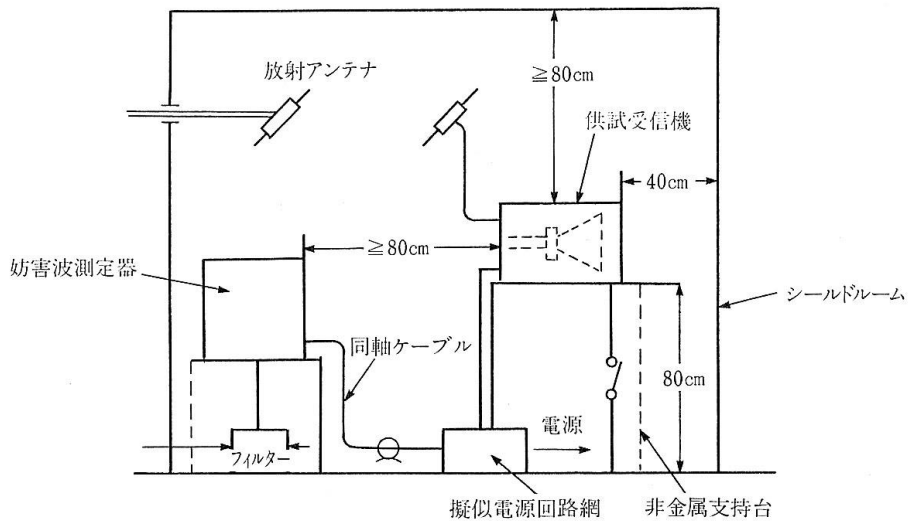 ≧80cm
放射アンテナ
供試受信機
40cm
≧80cm
妨害波測定器
シールドルーム
同軸ケーブル
80cm
電源
フィルター
擬似電源回路網
非金属支持台